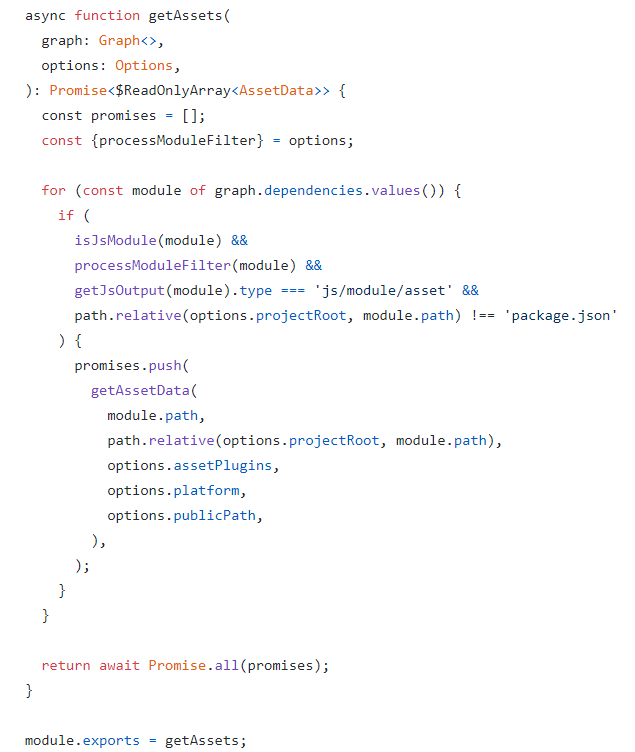 async function getAssets(
  graph: Graph<>,
  options: Options,
): Promise<$ReadOnlyArray<AssetData>> {
  const promises = [];
  const {processModuleFilter} = options;

  for (const module of graph.dependencies.values()) {
    if (
      isJsModule(module) &&
      processModuleFilter(module) &&
      getJsOutput(module).type === 'js/module/asset' &&
      path.relative(options.projectRoot, module.path) !== 'package.json'
    ) {
      promises.push(
        getAssetData(
          module.path,
          path.relative(options.projectRoot, module.path),
          options.assetPlugins,
          options.platform,
          options.publicPath,
        ),
      );
    }
  }

  return await Promise.all(promises);
}

module.exports = getAssets;